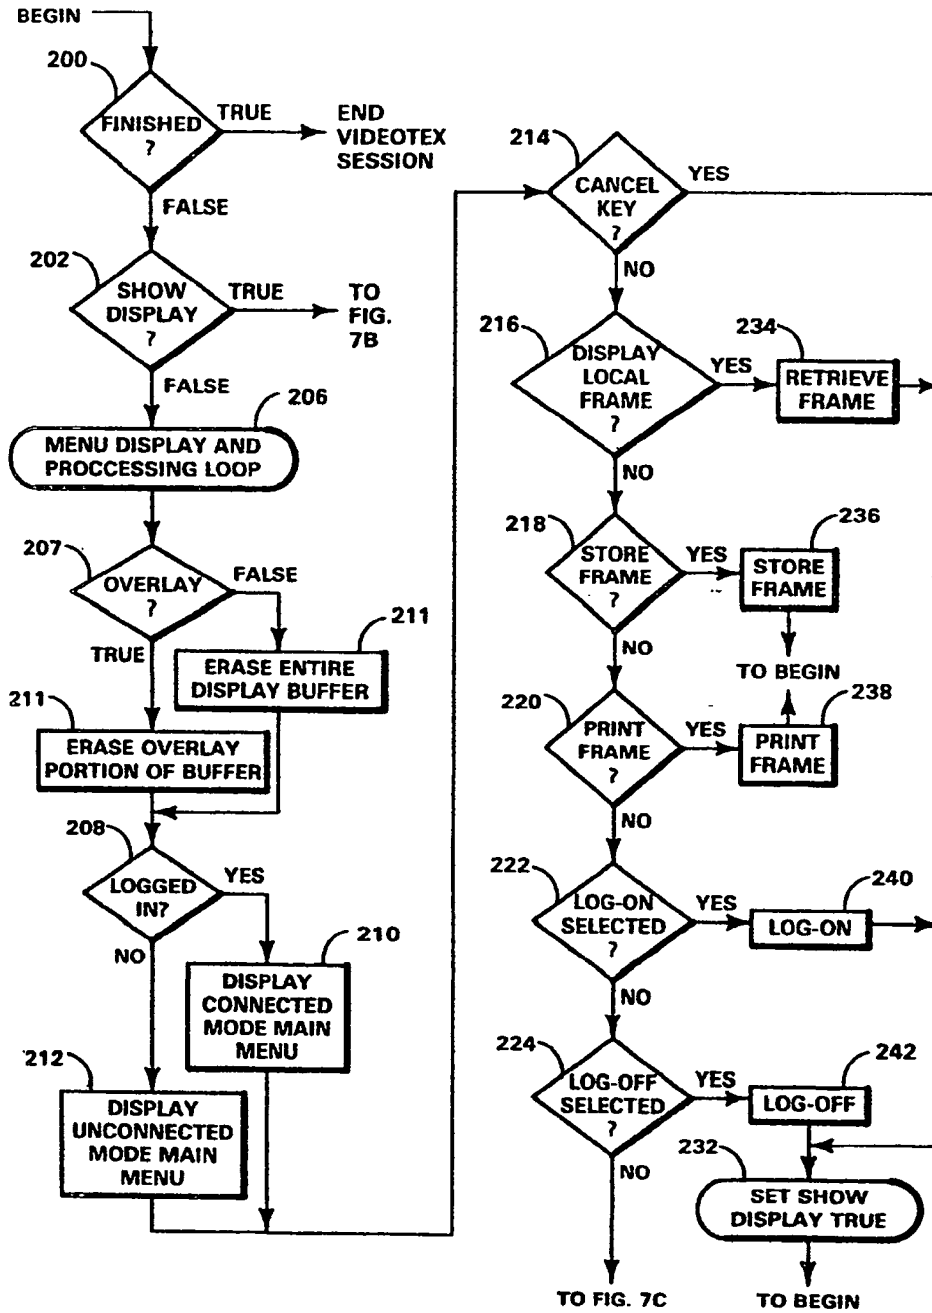 BEGIN
200
FINISHED
?
TRUE
END
VIDEOTEX
SESSION
FALSE
202
SHOW
DISPLAY
?
TRUE
TO
FIG.
7B
FALSE
206
MENU DISPLAY AND
PROCCESSING LOOP
207
OVERLAY
?
FALSE
TRUE
211
ERASE ENTIRE
DISPLAY BUFFER
211
ERASE OVERLAY
PORTION OF BUFFER
208
LOGGED
IN?
YES
NO
210
DISPLAY
CONNECTED
MODE MAIN
MENU
212
DISPLAY
UNCONNECTED
MODE MAIN
MENU
214
CANCEL
KEY
?
YES
NO
216
DISPLAY
LOCAL
FRAME
?
YES
234
RETRIEVE
FRAME
NO
218
STORE
FRAME
?
YES
236
STORE
FRAME
TO BEGIN
NO
220
PRINT
FRAME
?
YES
238
PRINT
FRAME
NO
222
LOG-ON
SELECTED
?
YES
240
LOG-ON
NO
224
LOG-OFF
SELECTED
?
YES
242
LOG-OFF
NO
232
SET SHOW
DISPLAY TRUE
TO FIG. 7C
TO BEGIN